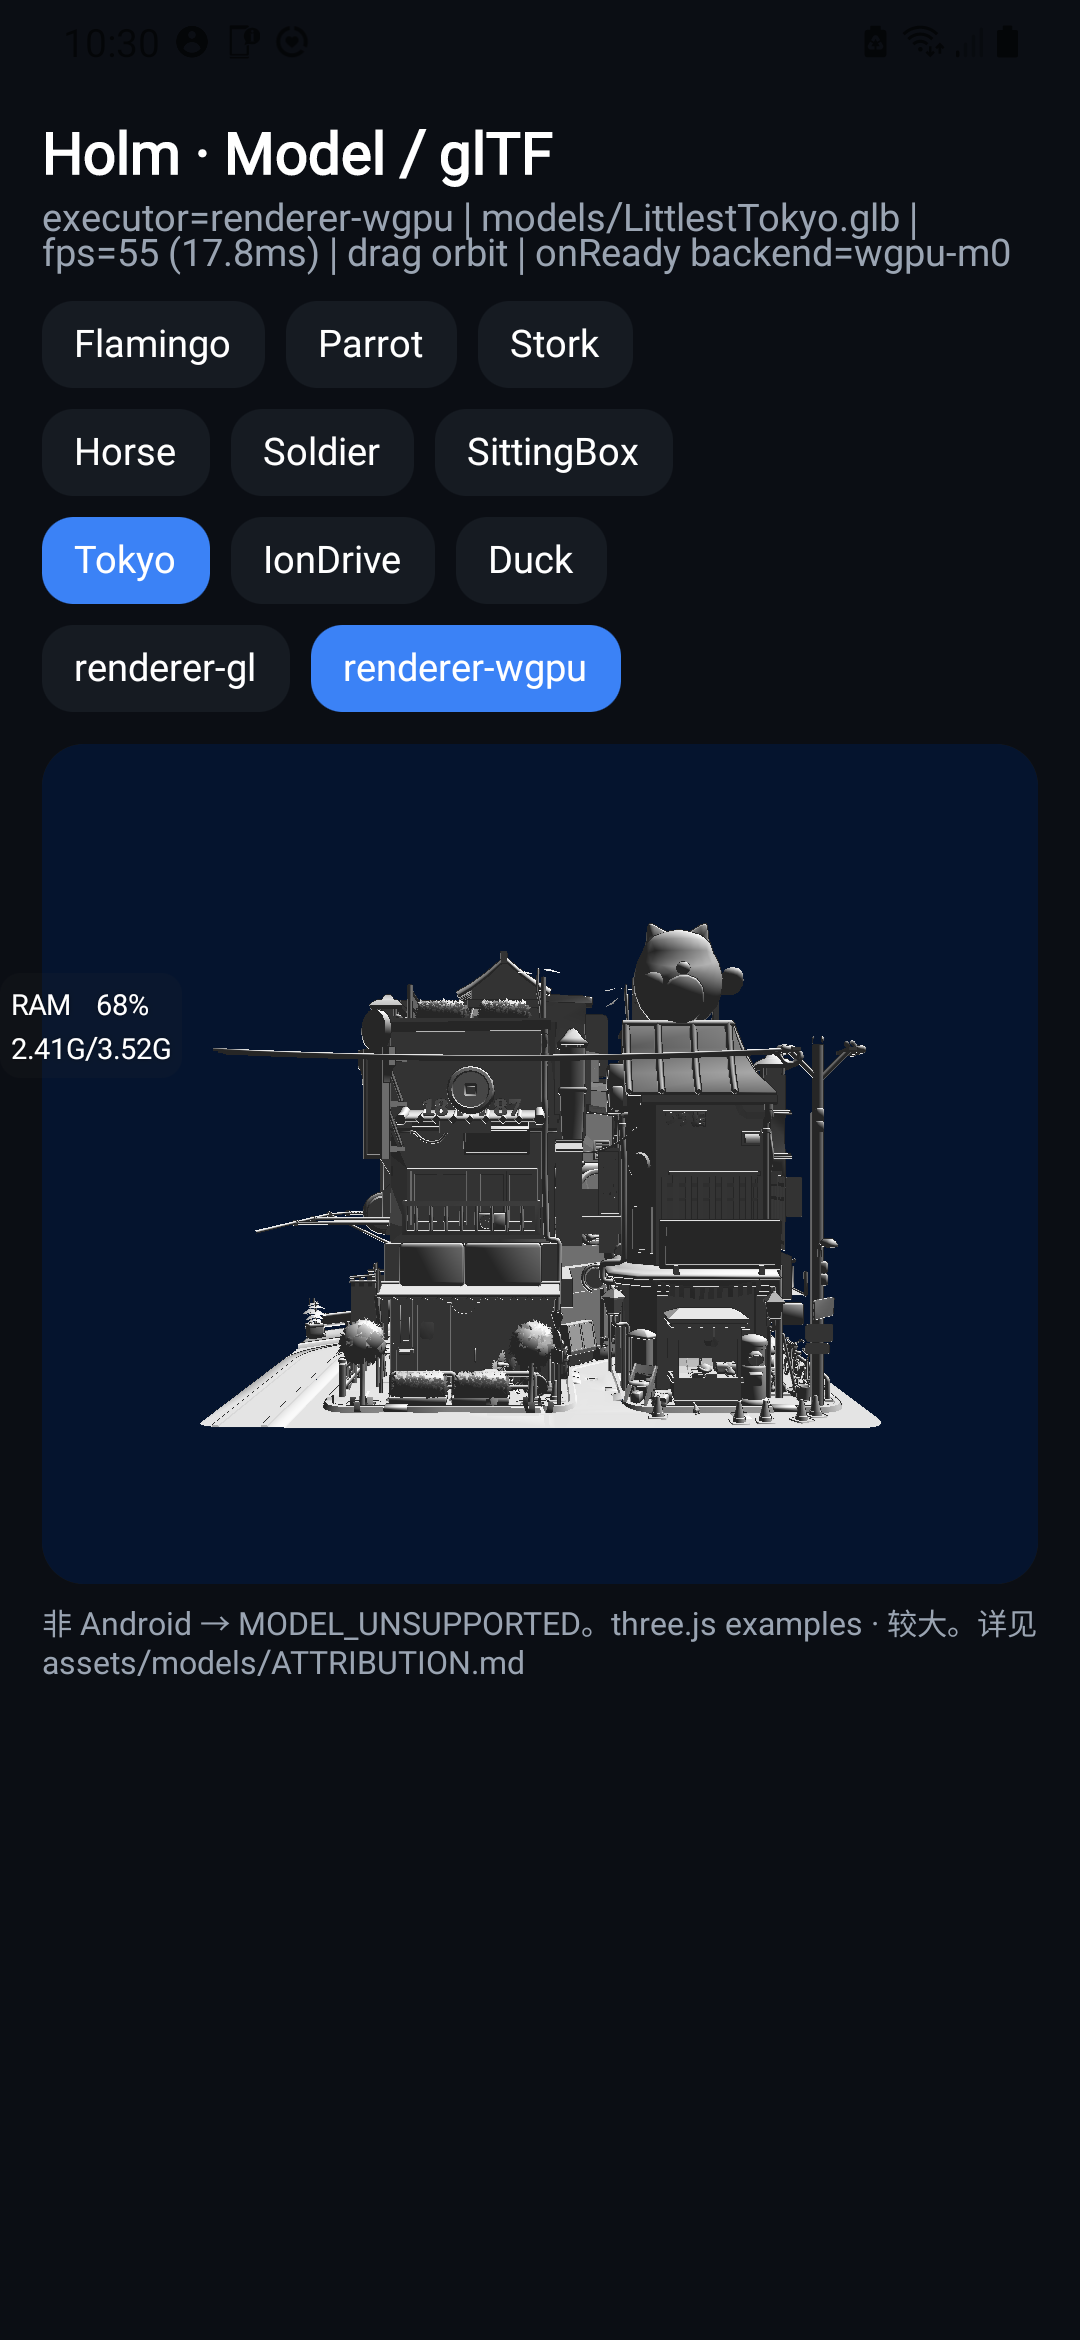 10:30
Holm · Model / glTF
executor=renderer-wgpu | models/LittlestTokyo.glb |
fps=55 (17.8ms) | drag orbit | onReady backend=wgpu-m0
Flamingo Parrot Stork
Horse Soldier SittingBox
Tokyo IonDrive Duck
renderer-gl renderer-wgpu
RAM 68%
2.41G/3.52G
非 Android → MODEL_UNSUPPORTED。three.js examples · 较大。详见
assets/models/ATTRIBUTION.md